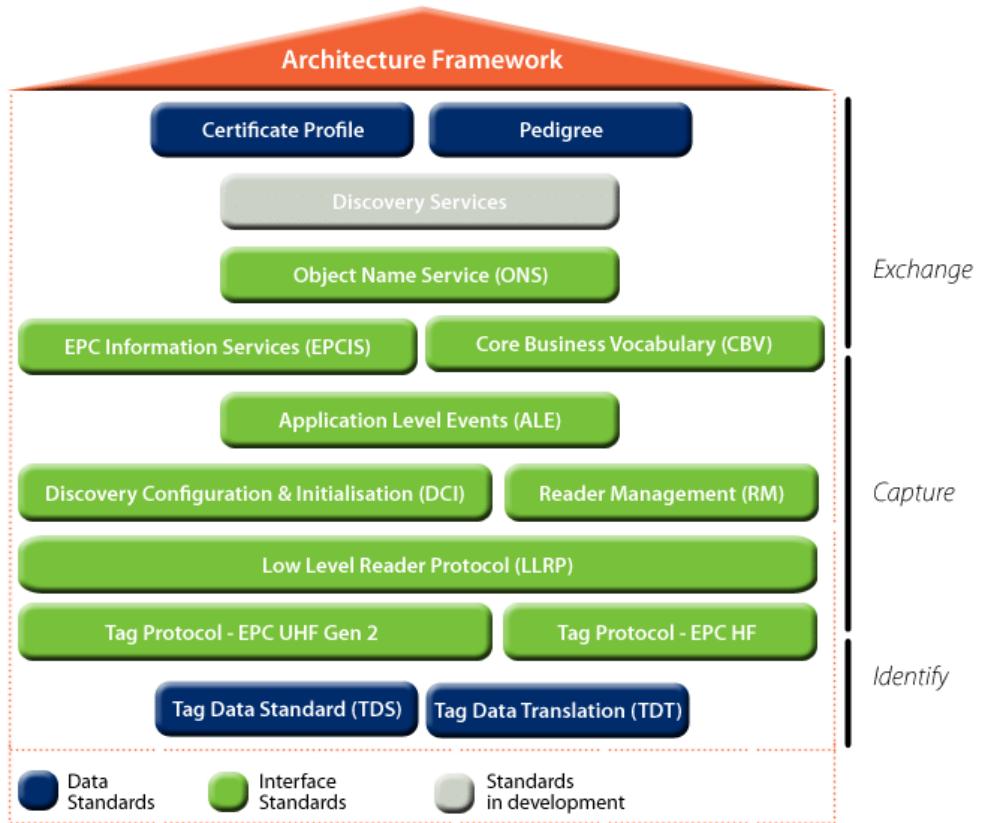 Architecture Framework
Certificate Profile
Pedigree
Discovery Services
Object Name Service (ONS)
Exchange
EPC Information Services (EPCIS)
Core Business Vocabulary (CBV)
Application Level Events (ALE)
Discovery Configuration & Initialisation (DCI)
Reader Management (RM)
Capture
Low Level Reader Protocol (LLRP)
Tag Protocol - EPC UHF Gen 2
Tag Protocol - EPC HF
Identify
Tag Data Standard (TDS)
Tag Data Translation (TDT)
Data
Standards
Interface
Standards
Standards
in development